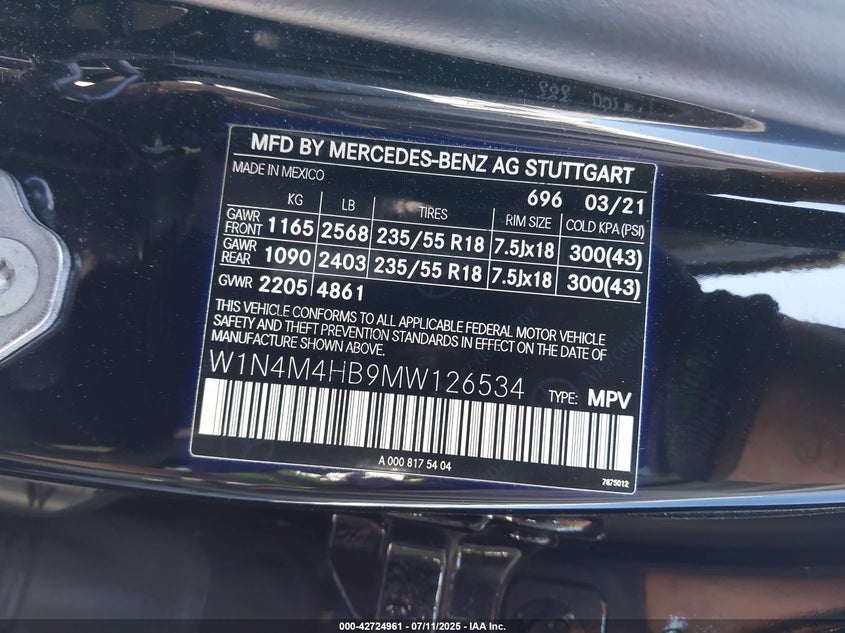 MFD BY MERCEDES-BENZ AG STUTTGART
MADE IN MEXICO 696 03/21
KG LB TIRES RIM SIZE COLD KPA (PSI)
GAWR FRONT 1165 2568 235/55 R18 7.5Jx18 300(43)
GAWR REAR 1090 2403 235/55 R18 7.5Jx18 300(43)
GVWR 2205 4861
THIS VEHICLE CONFORMS TO ALL APPLICABLE FEDERAL MOTOR VEHICLE
SAFETY AND THEFT PREVENTION STANDARDS IN EFFECT ON THE DATE OF
MANUFACTURE SHOWN ABOVE.
W1N4M4HB9MW126534 TYPE: MPV
A 000 817 54 04
7875012
000-42724961 - 07/11/2025 - IAA Inc.